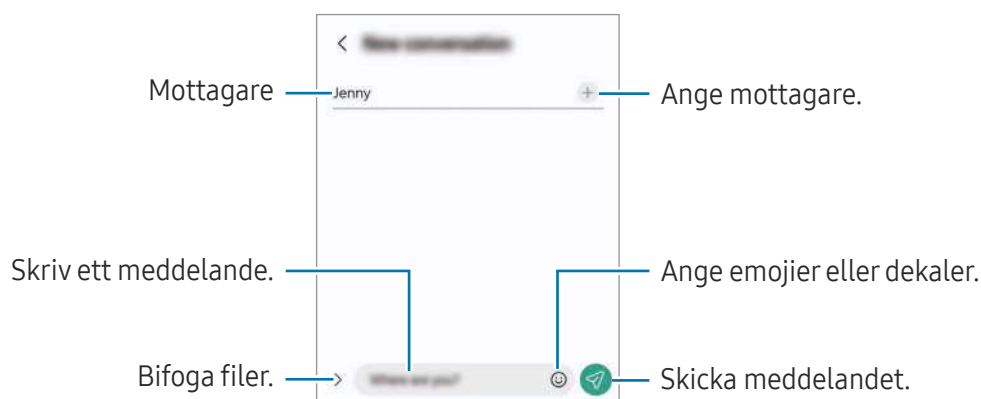 Mottagare
Jenny
Ange mottagare.
Skriv ett meddelande.
Ange emojier eller dekaler.
Bifoga filer.
Skicka meddelandet.